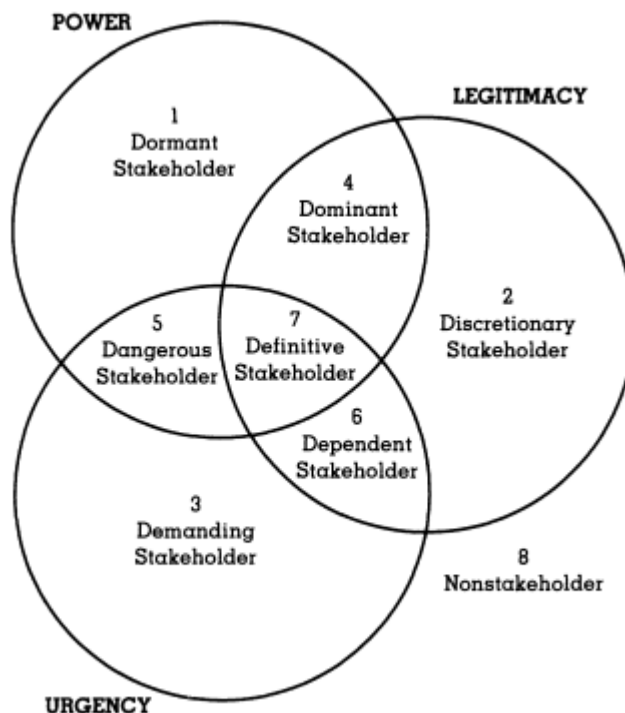 POWER
LEGITIMACY
1
Dormant
Stakeholder
4
Dominant
Stakeholder
2
Discretionary
Stakeholder
5
Dangerous
Stakeholder
7
Definitive
Stakeholder
6
Dependent
Stakeholder
3
Demanding
Stakeholder
8
Nonstakeholder
URGENCY